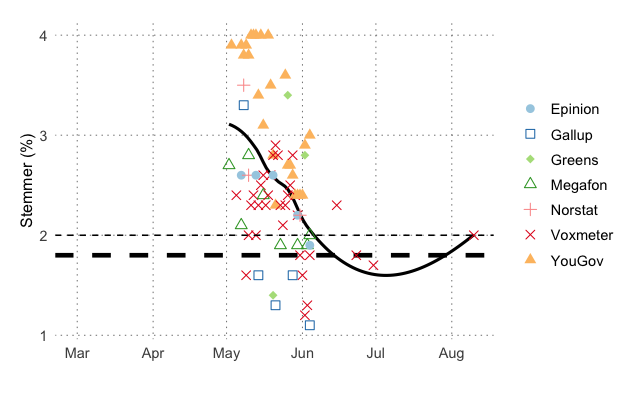 Stemmer (%)
4
3
2
1
Mar Apr May Jun Jul Aug
Epinion
Gallup
Greens
Megafon
Norstat
Voxmeter
YouGov